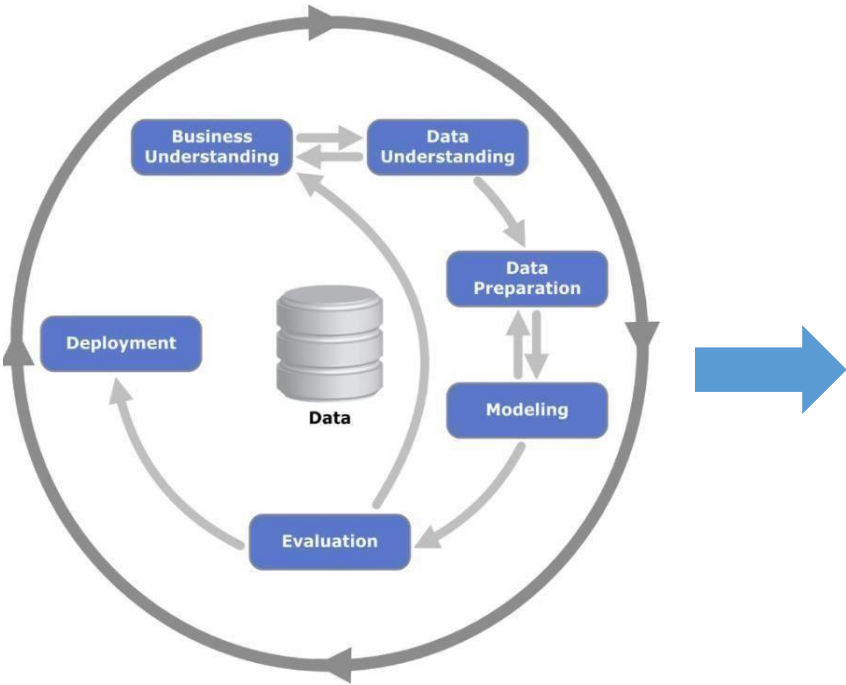 Business
Understanding
Data
Understanding
Data
Preparation
Deployment
Modeling
Data
Evaluation